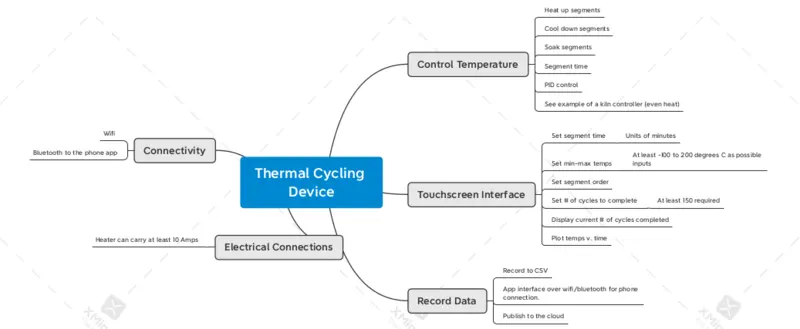 Thermal Cycling
Device
Control Temperature
Heat up segments
Cool down segments
Soak segments
Segment time
PID control
See example of a kiln controller (even heat)
Touchscreen Interface
Set segment time
Units of minutes
Set min-max temps
At least -100 to 200 degrees C as possible
inputs
Set segment order
Set # of cycles to complete
At least 150 required
Display current # of cycles completed
Plot temps v. time
Record Data
Record to CSV
App interface over wifi/bluetooth for phone
connection.
Publish to the cloud
Connectivity
Wifi
Bluetooth to the phone app
Electrical Connections
Heater can carry at least 10 Amps